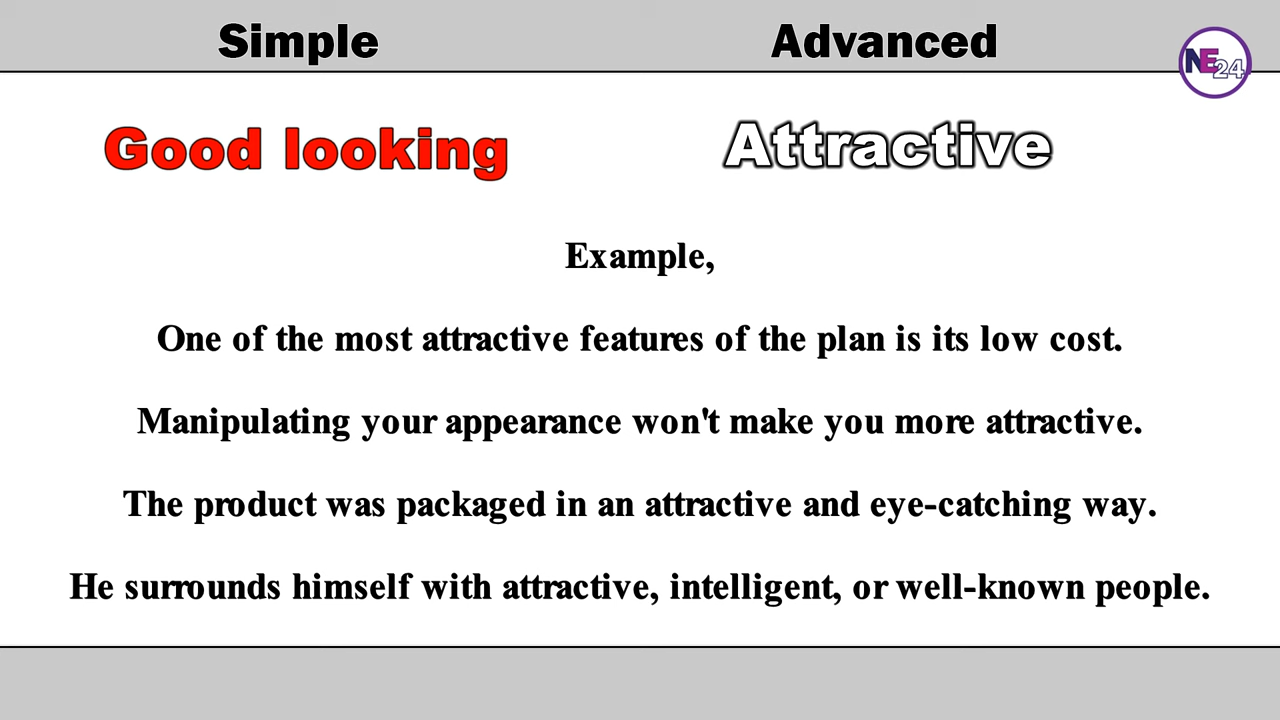 Simple Advanced
NE24
Good looking Attractive
Example,
One of the most attractive features of the plan is its low cost.
Manipulating your appearance won't make you more attractive.
The product was packaged in an attractive and eye-catching way.
He surrounds himself with attractive, intelligent, or well-known people.